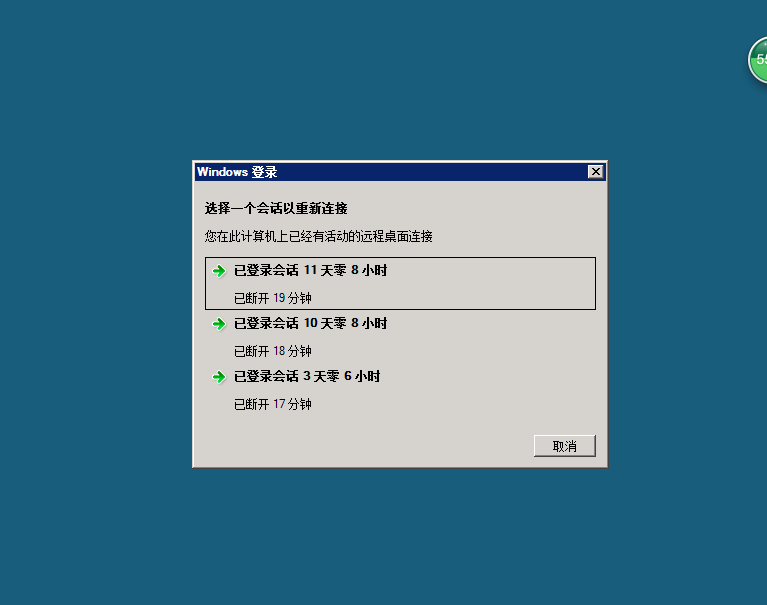 55
Windows 登录
选择一个会话以重新连接
您在此计算机上已经有活动的远程桌面连接
已登录会话 11 天零 8 小时
已断开 19 分钟
已登录会话 10 天零 8 小时
已断开 18 分钟
已登录会话 3 天零 6 小时
已断开 17 分钟
取消